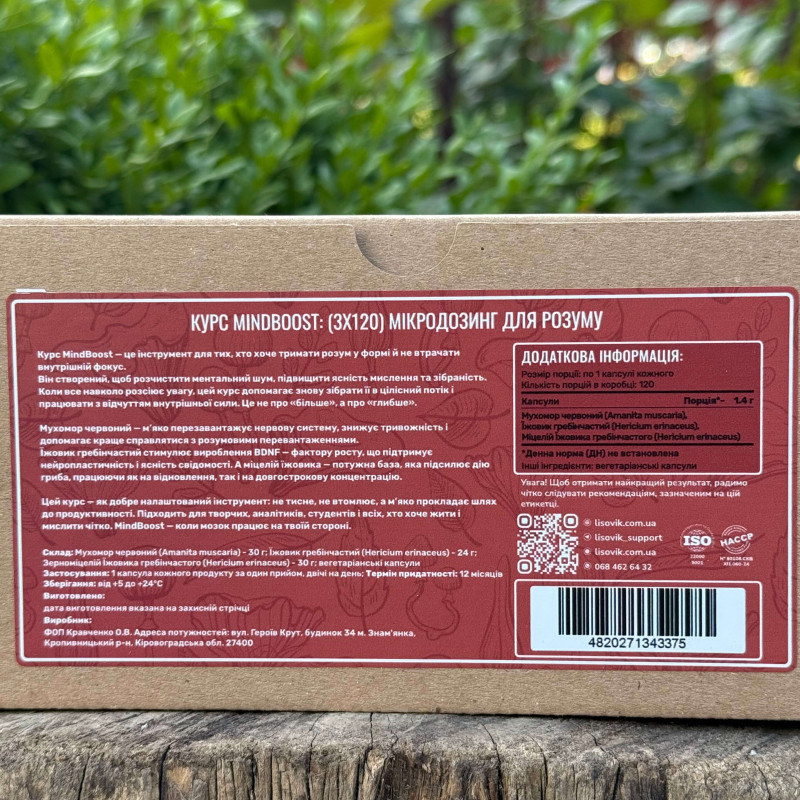 КУРС MINDBOOST: (3X120) МІКРОДОЗИНГ ДЛЯ РОЗУМУ
Курс MindBoost — це інструмент для тих, хто хоче тримати розум у формі й не втрачати
внутрішній фокус.
Він створений, щоб розчистити ментальний шум, підвищити ясність мислення та зібраність.
Коли все навколо розсіює увагу, цей курс допомагає знову зібрати її в цілісний потік і
працювати з відчуттям внутрішньої сили. Це не про «більше», а про «глибше».
Мухомор червоний — м'яко перезавантажує нервову систему, знижує тривожність і
допомагає краще справлятися з розумовими перевантаженнями.
Їжовик гребінчастий стимулює вироблення BDNF — фактору росту, що підтримує
нейропластичність і ясність свідомості. А міцелій їжовика — потужна база, яка підсилює дію
гриба, працюючи як на відновлення, так і на довгострокову концентрацію.
Цей курс — як добре налаштований інструмент: не тисне, не втомлює, а м'яко прокладає шлях
до продуктивності. Підходить для творчих, аналітиків, студентів і всіх, хто хоче жити і
мислити чітко. MindBoost — коли мозок працює на твоїй стороні.
Склад: Мухомор червоний (Amanita muscaria) - 30 г; Їжовик гребінчастий (Hericium erinaceus) - 24 г;
Зерноміцелій Їжовика гребінчастого (Hericium erinaceus) - 30 г; вегетаріанські капсули
Застосування: 1 капсула кожного продукту за один прийом, двічі на день; Термін придатності: 12 місяців
Зберігання: від +5 до +24°C
Виготовлено:
дата виготовлення вказана на захисній стрічці
Виробник:
ФОП Кравченко О.В. Адреса потужностей: вул. Героїв Крут. будинок 34 м. Знам'янка,
Кропивницький р-н, Кіровоградська обл. 27400
ДОДАТКОВА ІНФОРМАЦІЯ:
Розмір порції: по 1 капсулі кожного
Кількість порцій в коробці: 120
Капсули Порція*- 1.4 г
Мухомор червоний (Amanita muscaria),
Їжовик гребінчастий (Hericium erinaceus),
Міцелій Їжовика гребінчастого (Hericium erinaceus)
*Денна норма (ДН) не встановлена
Інші інгредієнти: вегетаріанські капсули
Увага! Щоб отримати найкращий результат, радимо
чітко слідувати рекомендаціям, зазначеним на цій
етикетці.
lisovik.com.ua
lisovik_support
lisovik.com.ua
068 462 64 32
ISO
22000
9001
HACCP
4820271343375